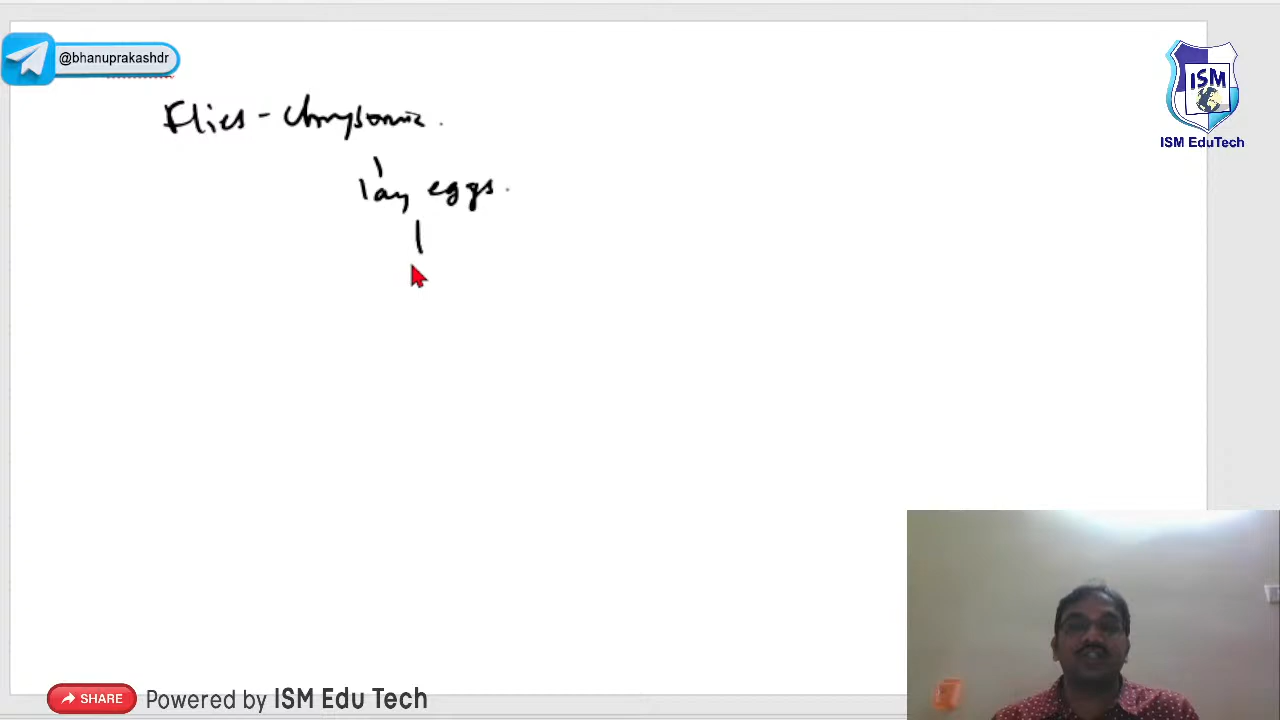 @bhanuprakashdr
ISM
ISM EduTech
Flies - chrysomia.
lay eggs.
SHARE Powered by ISM Edu Tech